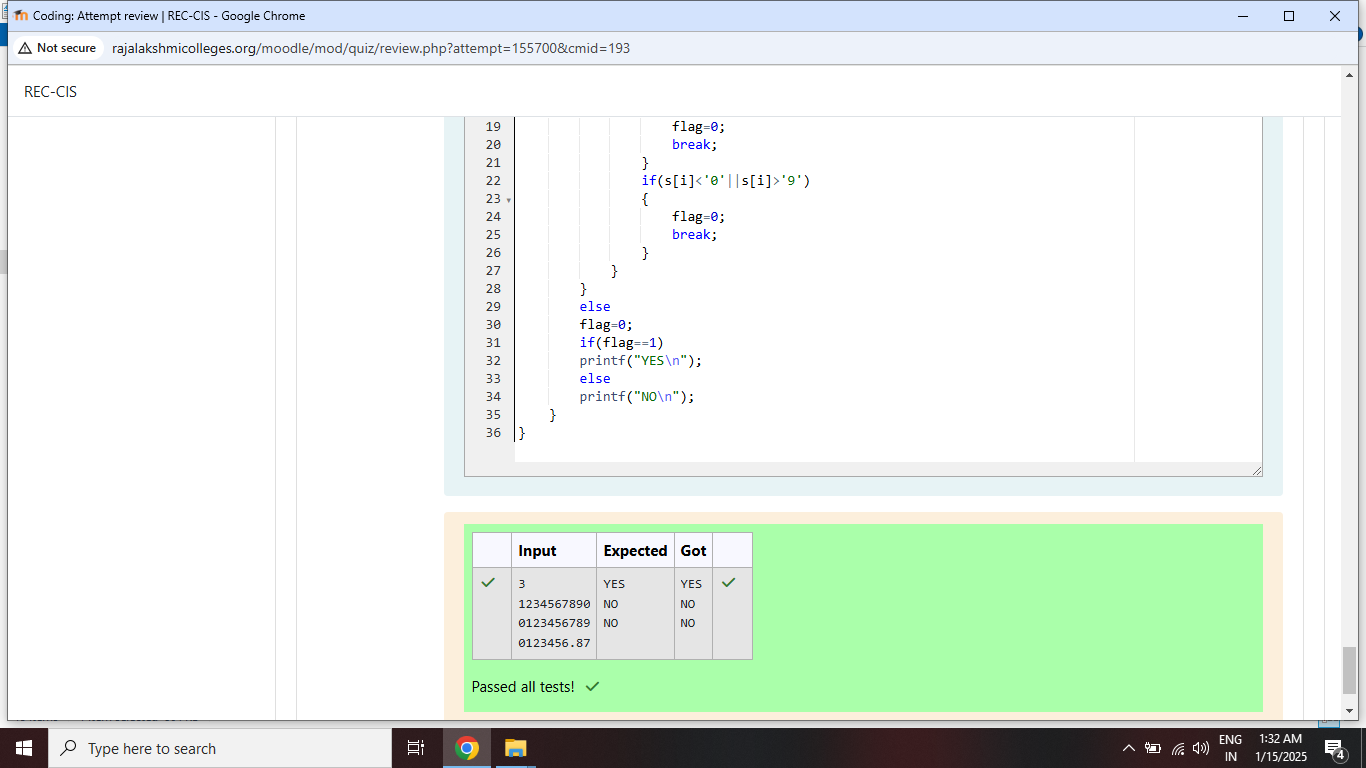 Coding: Attempt review | REC-CIS - Google Chrome
Not secure rajalakshmicolleges.org/moodle/mod/quiz/review.php?attempt=155700&cmid=193
REC-CIS
19 flag=0;
20 break;
21 }
22 if(s[i]<'0'||s[i]>'9')
23 {
24 flag=0;
25 break;
26 }
27 }
28 }
29 else
30 flag=0;
31 if(flag==1)
32 printf("YES\n");
33 else
34 printf("NO\n");
35 }
36 }
Input Expected Got
3 YES YES
1234567890 NO NO
0123456789 NO NO
0123456.87
Passed all tests!
Type here to search
ENG
IN
1:32 AM
1/15/2025
4